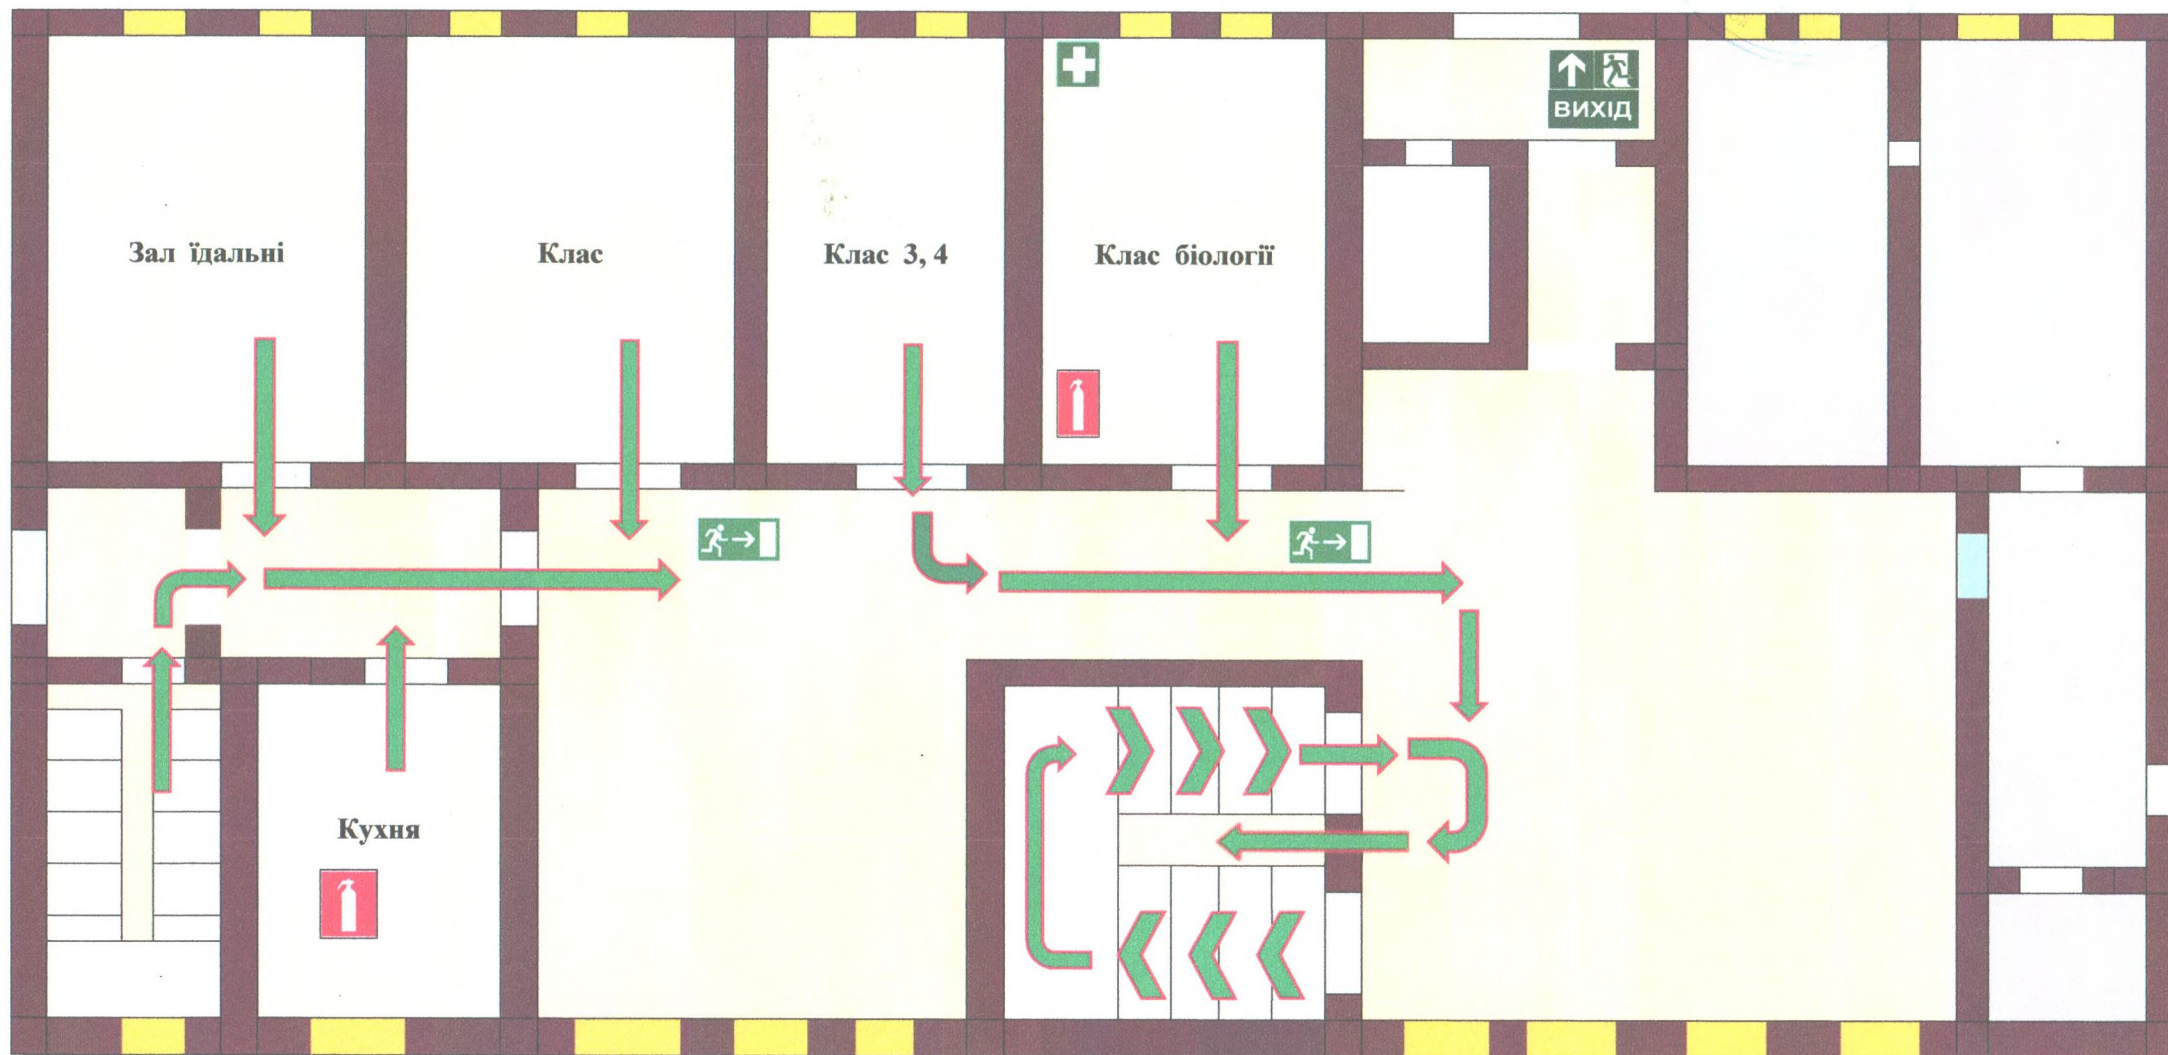 ВИХІД
Зал їдальні
Клас
Клас 3, 4
Клас біології
Кухня